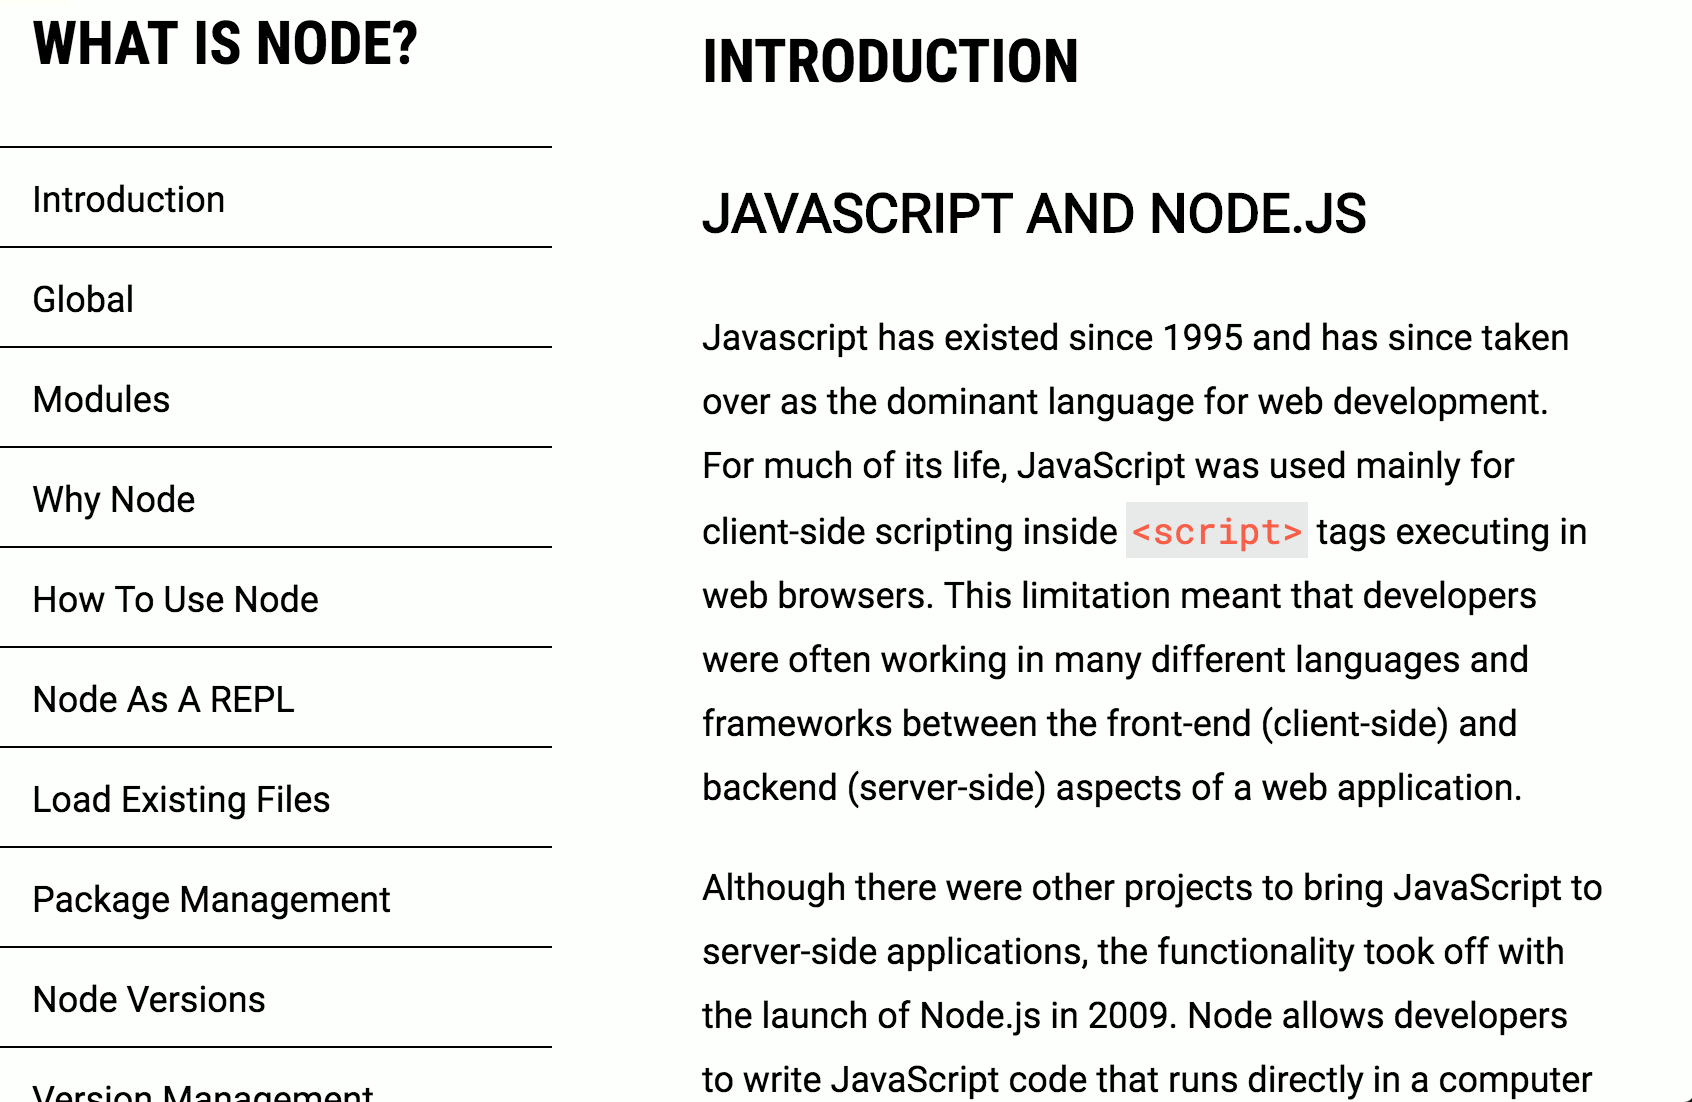 WHAT IS NODE?
Introduction
Global
Modules
Why Node
How To Use Node
Node As A REPL
Load Existing Files
Package Management
Node Versions
Version Management
INTRODUCTION
JAVASCRIPT AND NODE.JS
Javascript has existed since 1995 and has since taken
over as the dominant language for web development.
For much of its life, JavaScript was used mainly for
client-side scripting inside <script> tags executing in
web browsers. This limitation meant that developers
were often working in many different languages and
frameworks between the front-end (client-side) and
backend (server-side) aspects of a web application.
Although there were other projects to bring JavaScript to
server-side applications, the functionality took off with
the launch of Node.js in 2009. Node allows developers
to write JavaScript code that runs directly in a computer